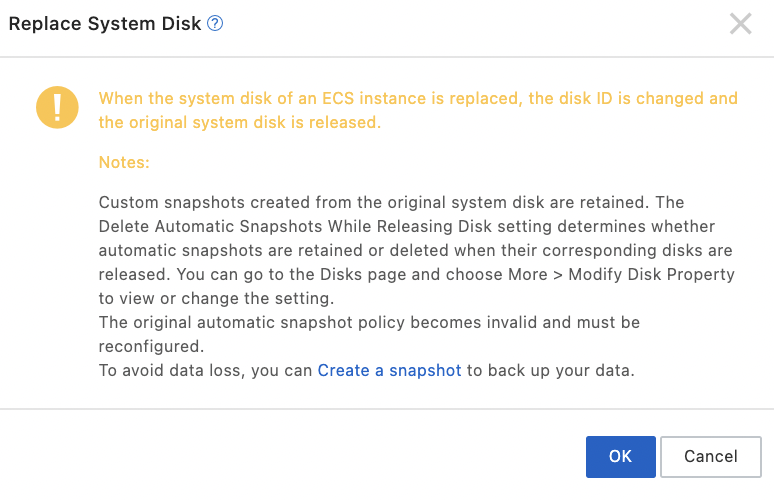 Replace System Disk ?
When the system disk of an ECS instance is replaced, the disk ID is changed and
the original system disk is released.
Notes:
Custom snapshots created from the original system disk are retained. The
Delete Automatic Snapshots While Releasing Disk setting determines whether
automatic snapshots are retained or deleted when their corresponding disks are
released. You can go to the Disks page and choose More > Modify Disk Property
to view or change the setting.
The original automatic snapshot policy becomes invalid and must be
reconfigured.
To avoid data loss, you can Create a snapshot to back up your data.
OK Cancel